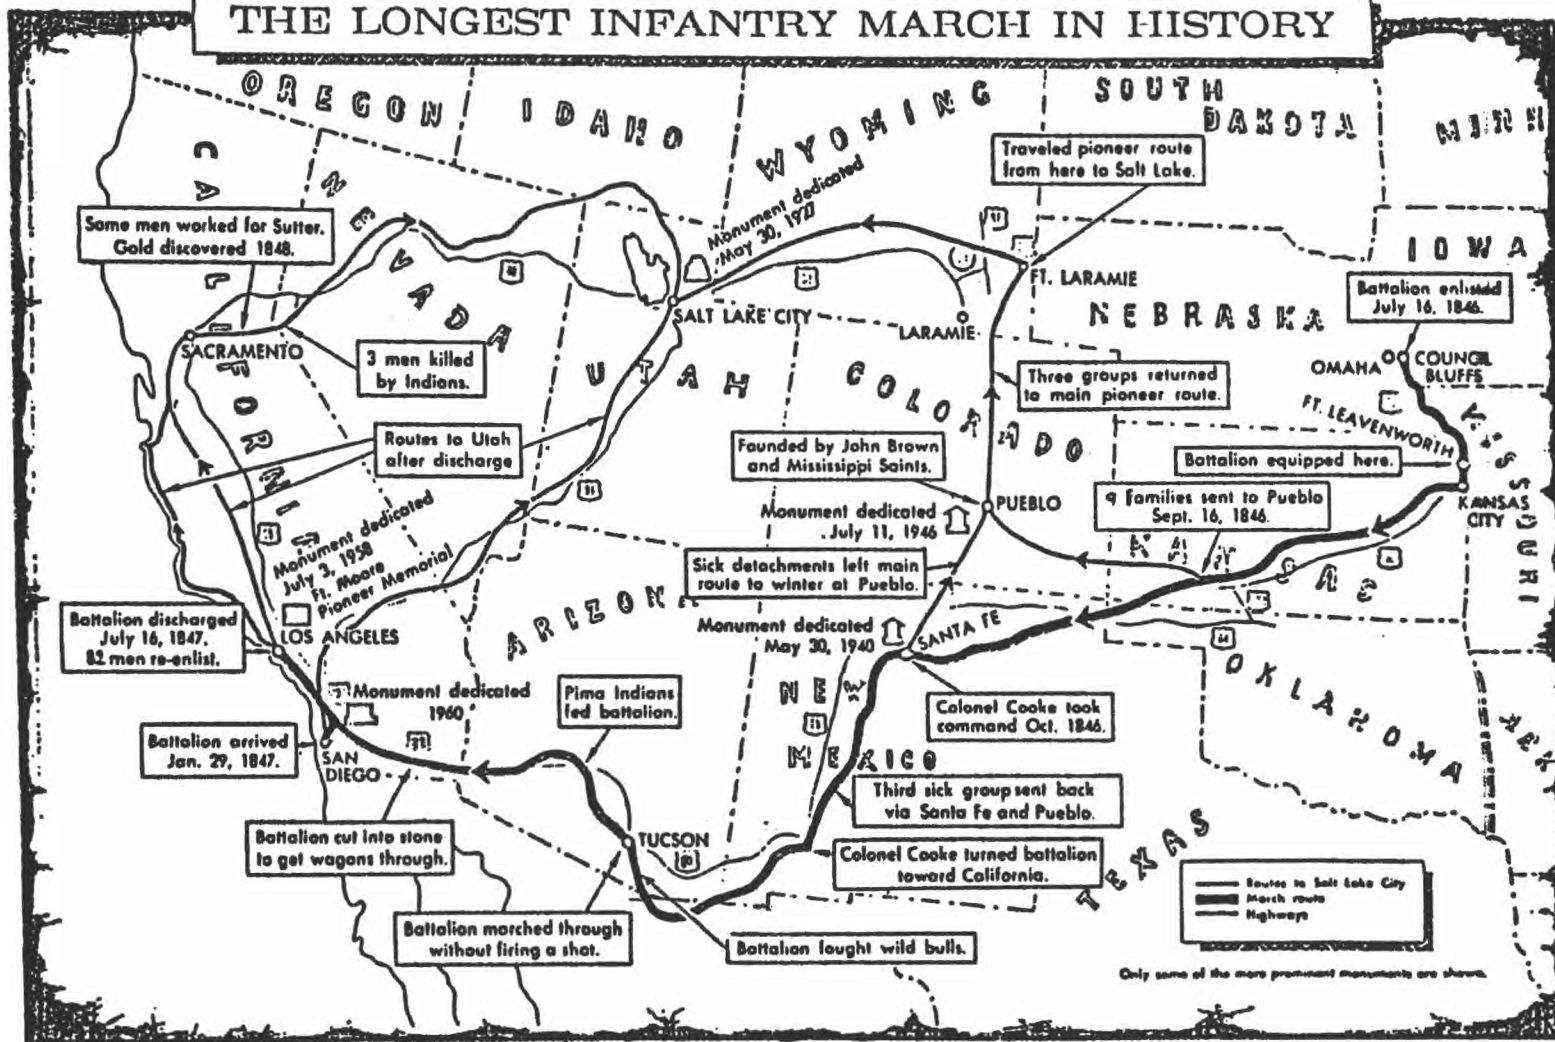 THE LONGEST INFANTRY MARCH IN HISTORY
OREGON
IDAHO
WYOMING
SOUTH
DAKOTA
MINN
Traveled pioneer route
from here to Salt Lake.
CALIFORNIA
NEVADA
Monument dedicated
May 30, 1927
Some men worked for Sutter.
Gold discovered 1848.
IOWA
FT. LARAMIE
Battalion enlisted
July 16, 1846.
NEBRASKA
SALT LAKE CITY
LARAMIE
SACRAMENTO
3 men killed
by Indians.
UTAH
COLORADO
OMAHA
COUNCIL
BLUFFS
Three groups returned
to main pioneer route.
FT. LEAVENWORTH
Routes to Utah
after discharge
Founded by John Brown
and Mississippi Saints.
Battalion equipped here.
PUEBLO
9 families sent to Pueblo
Sept. 16, 1846.
KANSAS
CITY
Monument dedicated
July 11, 1946
Monument dedicated
July 3, 1958
Ft. Moore
Pioneer Memorial
Sick detachments left main
route to winter at Pueblo.
ARIZONA
Battalion discharged
July 16, 1847.
82 men re-enlist.
LOS ANGELES
Monument dedicated
May 30, 1940
SANTA FE
OKLAHOMA
Monument dedicated
1960
Pima Indians
fed battalion.
NEW
MEXICO
Colonel Cooke took
command Oct. 1846.
Battalion arrived
Jan. 29, 1847.
SAN
DIEGO
Third sick group sent back
via Santa Fe and Pueblo.
Battalion cut into stone
to get wagons through.
TUCSON
Colonel Cooke turned battalion
toward California.
TEXAS
Battalion marched through
without firing a shot.
Battalion fought wild bulls.
Routes to Salt Lake City
March route
Highways
Only some of the more prominent monuments are shown.